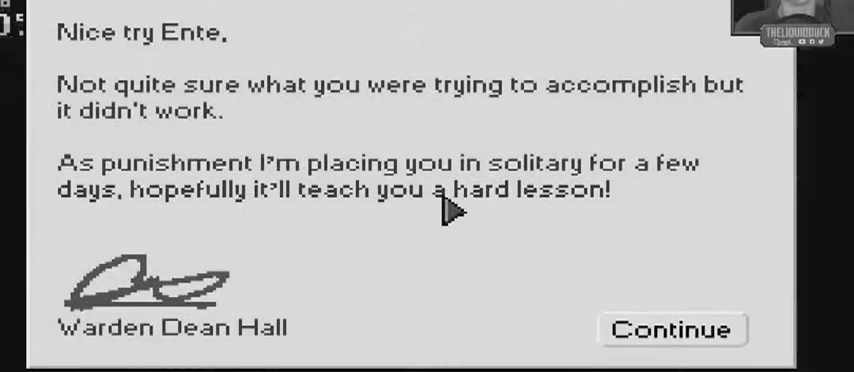 THELIQUIDDUCK
Nice try Ente,
Not quite sure what you were trying to accomplish but
it didn't work.
As punishment I'm placing you in solitary for a few
days, hopefully it'll teach you a hard lesson!
Warden Dean Hall
Continue